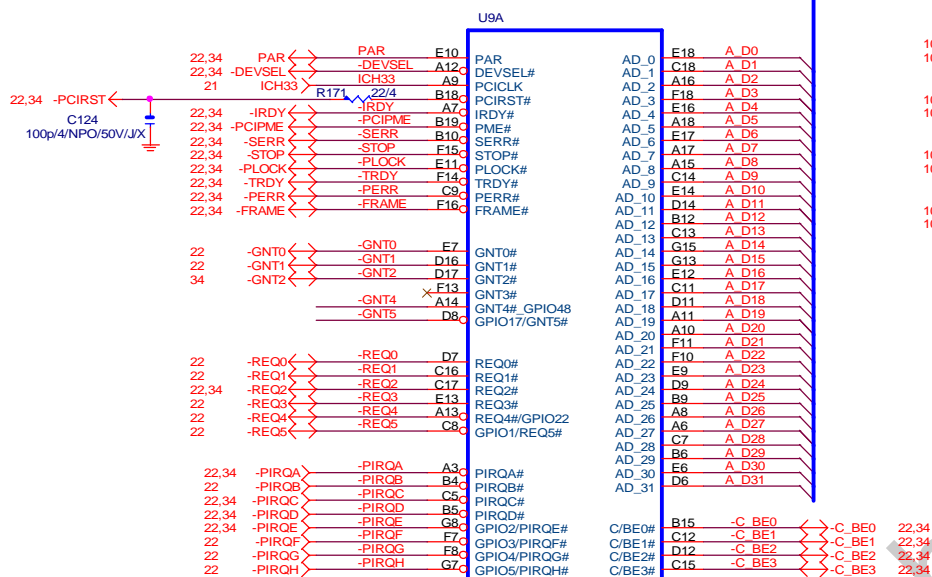 U9A
22,34 PAR PAR E10 PAR AD_0 E18 A_D0
22,34 -DEVSEL -DEVSEL A12 DEVSEL# AD_1 C18 A_D1
21 ICH33 ICH33 A9 PCICLK AD_2 A16 A_D2
22,34 -PCIRST R171 22/4 B18 PCIRST# AD_3 F18 A_D3
22,34 -IRDY -IRDY A7 IRDY# AD_4 E16 A_D4
22,34 -PCIPME -PCIPME B19 PME# AD_5 A18 A_D5
C124
100p/4/NPO/50V/J/X
22,34 -SERR -SERR B10 SERR# AD_6 E17 A_D6
22,34 -STOP -STOP F15 STOP# AD_7 A17 A_D7
22,34 -PLOCK -PLOCK E11 PLOCK# AD_8 A15 A_D8
22,34 -TRDY -TRDY F14 TRDY# AD_9 C14 A_D9
22,34 -PERR -PERR C9 PERR# AD_10 E14 A_D10
22,34 -FRAME -FRAME F16 FRAME# AD_11 D14 A_D11
AD_12 B12 A_D12
AD_13 C13 A_D13
22 -GNT0 -GNT0 E7 GNT0# AD_14 G15 A_D14
22 -GNT1 -GNT1 D16 GNT1# AD_15 G13 A_D15
34 -GNT2 -GNT2 D17 GNT2# AD_16 E12 A_D16
F13 GNT3# AD_17 C11 A_D17
-GNT4 A14 GNT4#_GPIO48 AD_18 D11 A_D18
-GNT5 D8 GPIO17/GNT5# AD_19 A11 A_D19
AD_20 A10 A_D20
AD_21 F11 A_D21
22 -REQ0 -REQ0 D7 REQ0# AD_22 F10 A_D22
22 -REQ1 -REQ1 C16 REQ1# AD_23 E9 A_D23
22,34 -REQ2 -REQ2 C17 REQ2# AD_24 D9 A_D24
22 -REQ3 -REQ3 E13 REQ3# AD_25 B9 A_D25
22 -REQ4 -REQ4 A13 REQ4#/GPIO22 AD_26 A8 A_D26
22 -REQ5 -REQ5 C8 GPIO1/REQ5# AD_27 A6 A_D27
AD_28 C7 A_D28
AD_29 B6 A_D29
22,34 -PIRQA -PIRQA A3 PIRQA# AD_30 E6 A_D30
22 -PIRQB -PIRQB B4 PIRQB# AD_31 D6 A_D31
22,34 -PIRQC -PIRQC C5 PIRQC#
22,34 -PIRQD -PIRQD B5 PIRQD#
22,34 -PIRQE -PIRQE G8 GPIO2/PIRQE# C/BE0# B15 -C_BE0 -C_BE0 22,34
22 -PIRQF -PIRQF F7 GPIO3/PIRQF# C/BE1# C12 -C_BE1 -C_BE1 22,34
22 -PIRQG -PIRQG F8 GPIO4/PIRQG# C/BE2# D12 -C_BE2 -C_BE2 22,34
22 -PIRQH -PIRQH G7 GPIO5/PIRQH# C/BE3# C15 -C_BE3 -C_BE3 22,34